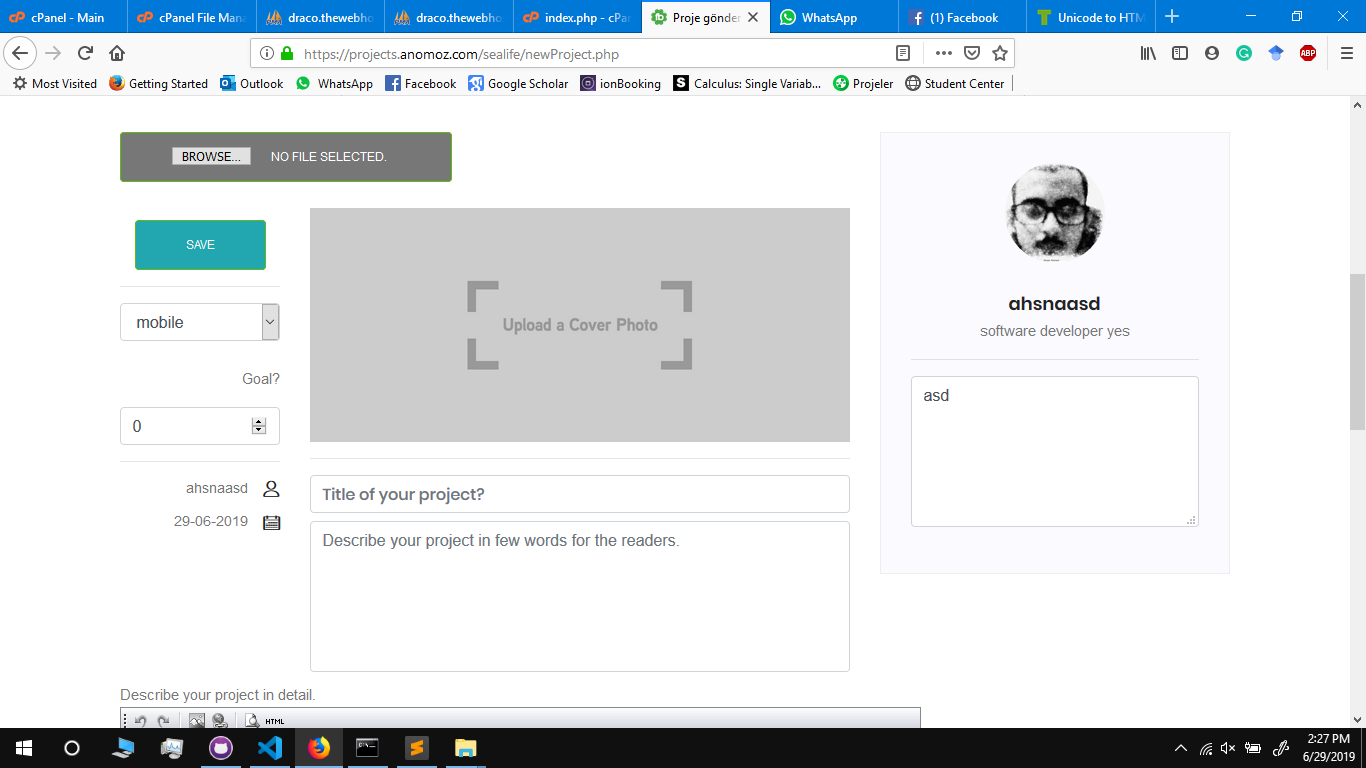 cPanel - Main
cPanel File Mana
draco.thewebho
draco.thewebho
index.php - cPa
Proje gönder
WhatsApp
(1) Facebook
Unicode to HTM
https://projects.anomoz.com/sealife/newProject.php
ABP
Most Visited
Getting Started
Outlook
WhatsApp
Facebook
Google Scholar
ionBooking
Calculus: Single Variab...
Projeler
Student Center
BROWSE... NO FILE SELECTED.
SAVE
mobile
Goal?
0
ahsnaasd
29-06-2019
Upload a Cover Photo
Title of your project?
Describe your project in few words for the readers.
Describe your project in detail.
HTML
ahsnaasd
software developer yes
asd
2:27 PM
6/29/2019